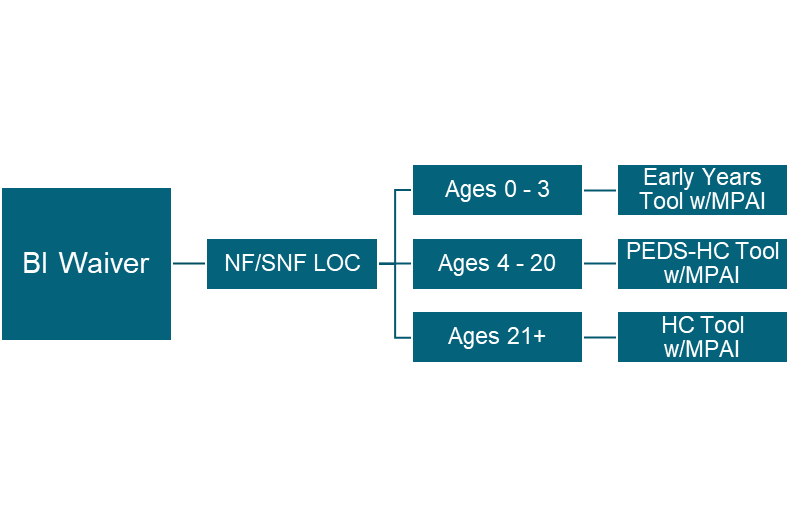 BI Waiver
NF/SNF LOC
Ages 0 - 3
Early Years
Tool w/MPAI
Ages 4 - 20
PEDS-HC Tool
w/MPAI
Ages 21+
HC Tool
w/MPAI